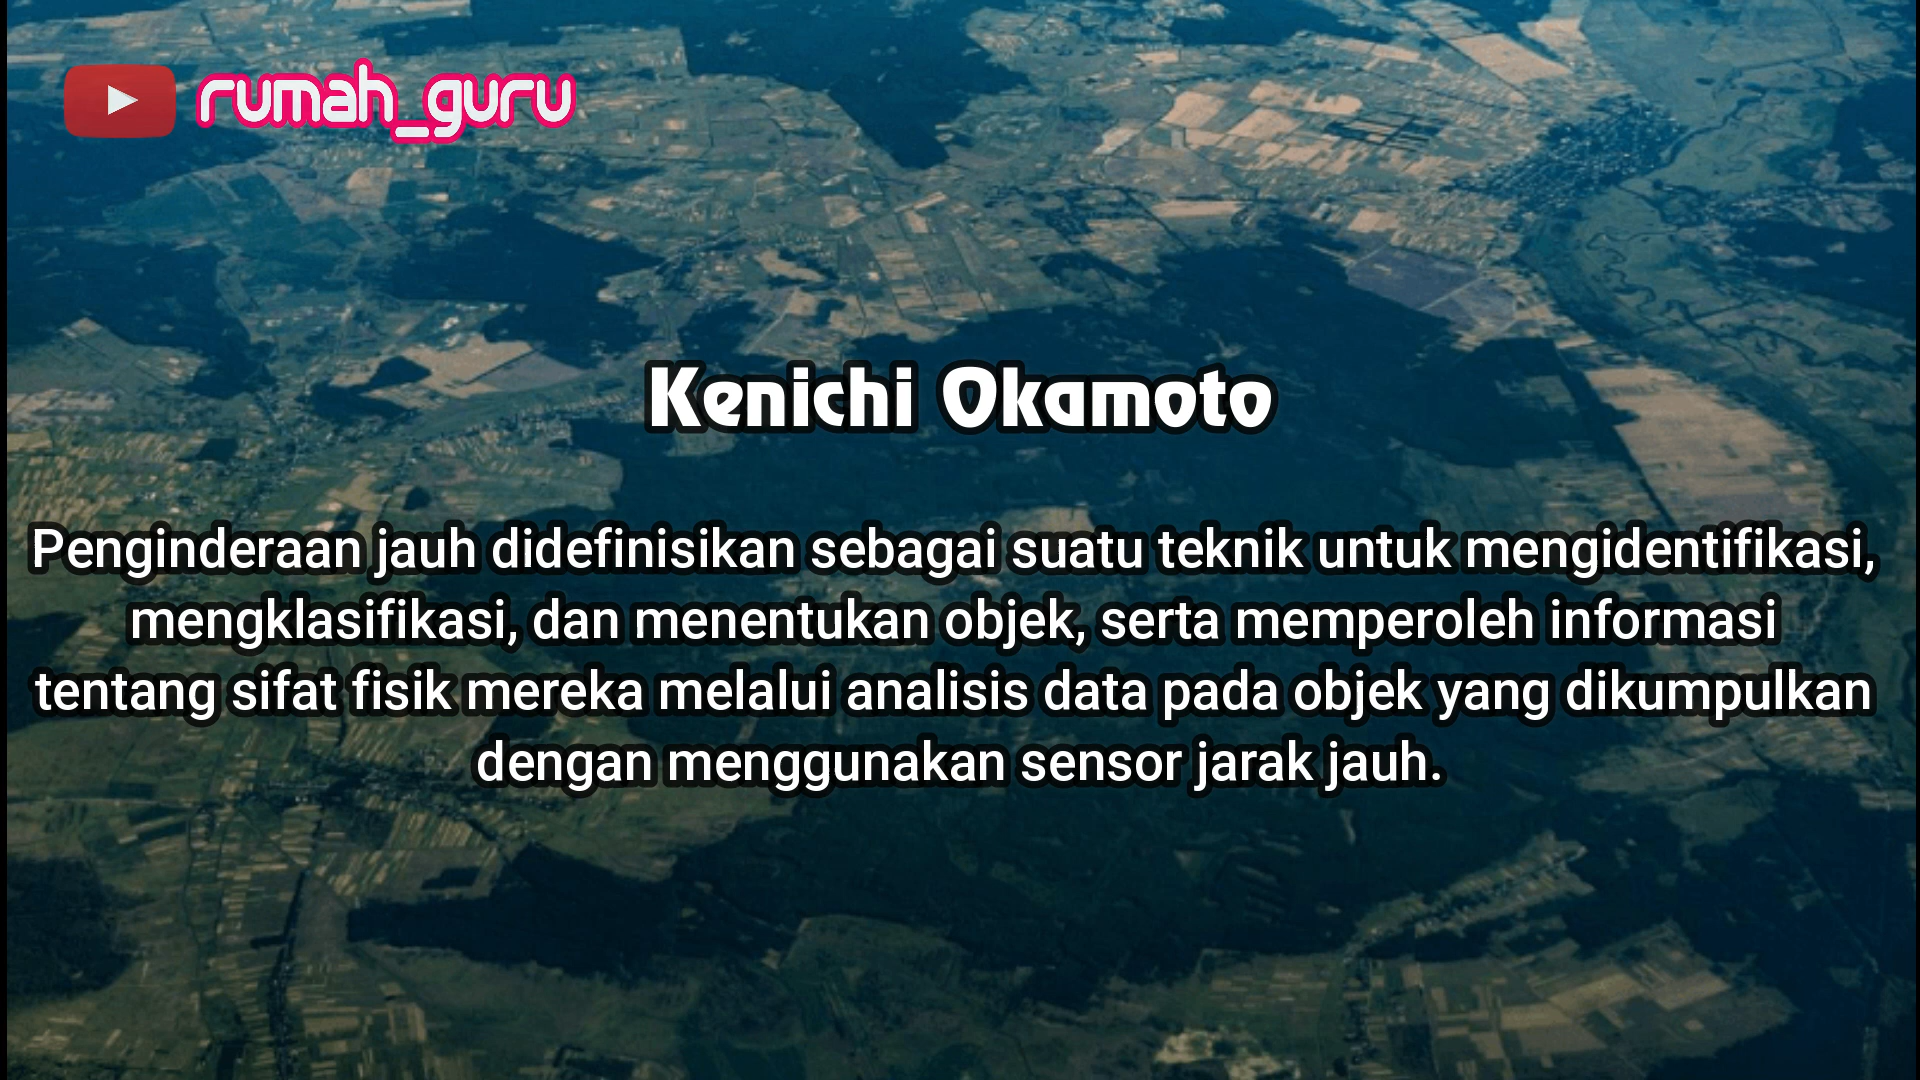 rumah_guru
Kenichi Okamoto
Penginderaan jauh didefinisikan sebagai suatu teknik untuk mengidentifikasi,
mengklasifikasi, dan menentukan objek, serta memperoleh informasi
tentang sifat fisik mereka melalui analisis data pada objek yang dikumpulkan
dengan menggunakan sensor jarak jauh.